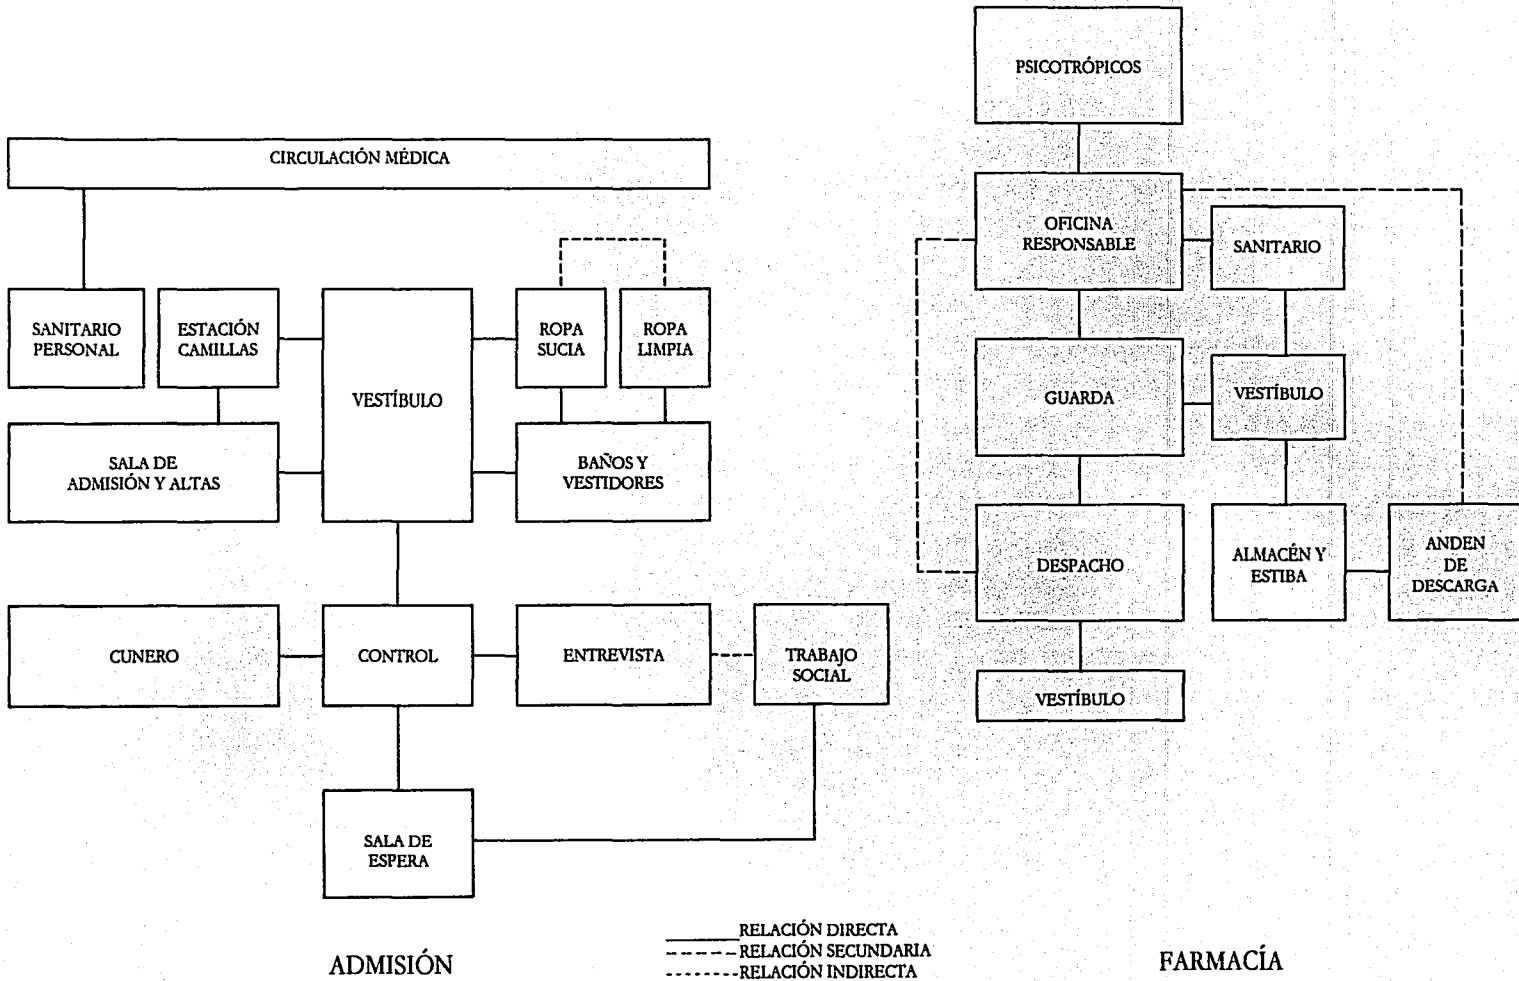 CIRCULACIÓN MÉDICA
SANITARIO
PERSONAL
ESTACIÓN
CAMILLAS
VESTÍBULO
ROPA
SUCIA
ROPA
LIMPIA
SALA DE
ADMISIÓN Y ALTAS
BAÑOS Y
VESTIDORES
CUNERO
CONTROL
ENTREVISTA
TRABAJO
SOCIAL
SALA DE
ESPERA
ADMISIÓN
RELACIÓN DIRECTA
RELACIÓN SECUNDARIA
RELACIÓN INDIRECTA
PSICOTRÓPICOS
OFICINA
RESPONSABLE
SANITARIO
GUARDA
VESTÍBULO
DESPACHO
ALMACÉN Y
ESTIBA
ANDEN
DE
DESCARGA
VESTÍBULO
FARMACÍA